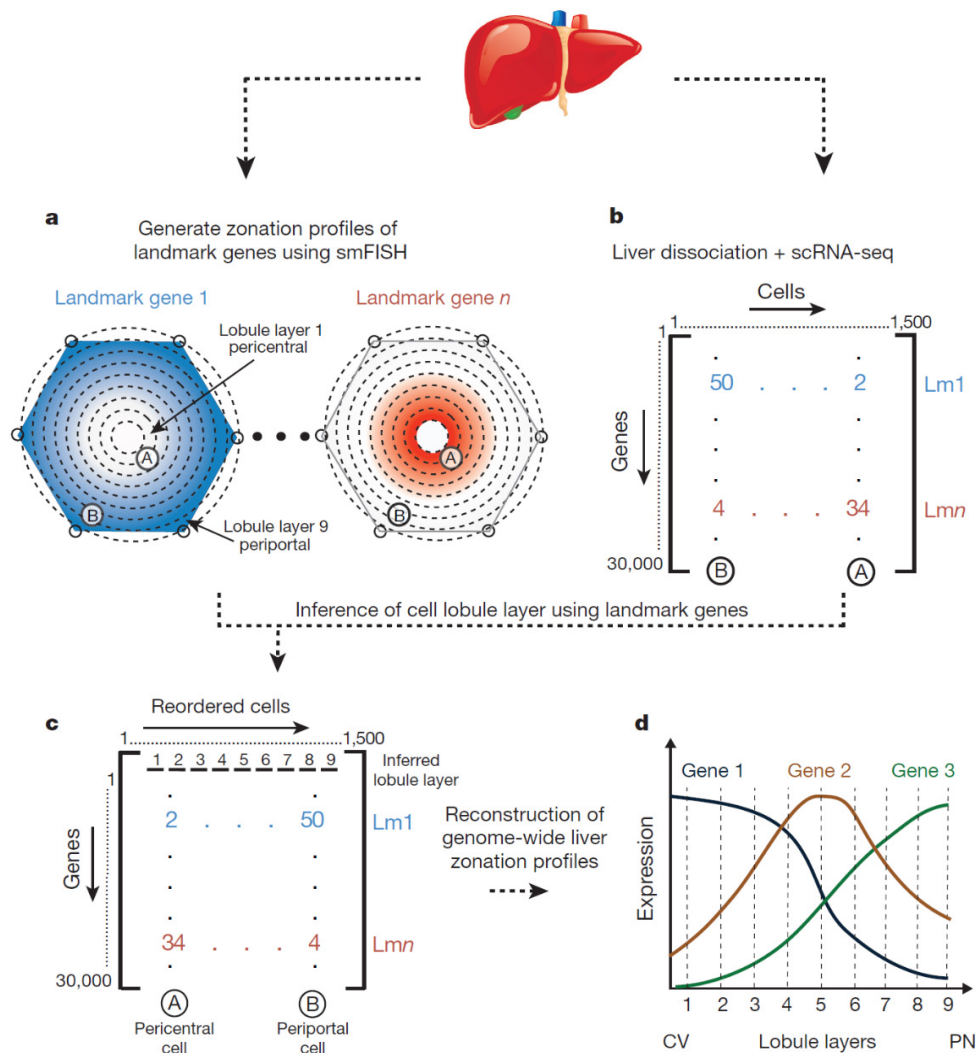 a
Generate zonation profiles of
landmark genes using smFISH
Landmark gene 1
Landmark gene n
Lobule layer 1
pericentral
A
B
Lobule layer 9
periportal
A
B
b
Liver dissociation + scRNA-seq
Cells
1
1,500
1
Genes
30,000
50 . . . 2 Lm1
4 . . . 34 Lmn
B
A
Inference of cell lobule layer using landmark genes
c
Reordered cells
1
1,500
1
1 2 3 4 5 6 7 8 9
Inferred
lobule layer
Genes
30,000
2 . . . 50 Lm1
34 . . . 4 Lmn
A
B
Pericentral
cell
Periportal
cell
Reconstruction of
genome-wide liver
zonation profiles
d
Gene 1 Gene 2 Gene 3
Expression
1 2 3 4 5 6 7 8 9
CV Lobule layers PN